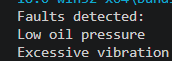 Faults detected:
Low oil pressure
Excessive vibration